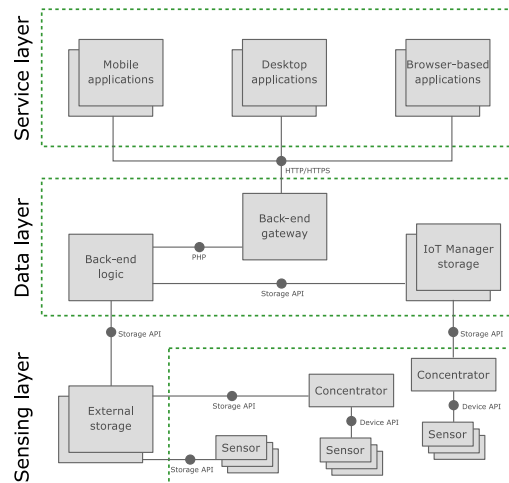 Service layer
Mobile
applications
Desktop
applications
Browser-based
applications
HTTP/HTTPS
Data layer
Back-end
gateway
IoT Manager
storage
Back-end
logic
PHP
Storage API
Storage API
Storage API
Sensing layer
Concentrator
Concentrator
External
storage
Storage API
Device API
Device API
Sensor
Sensor
Sensor
Storage API